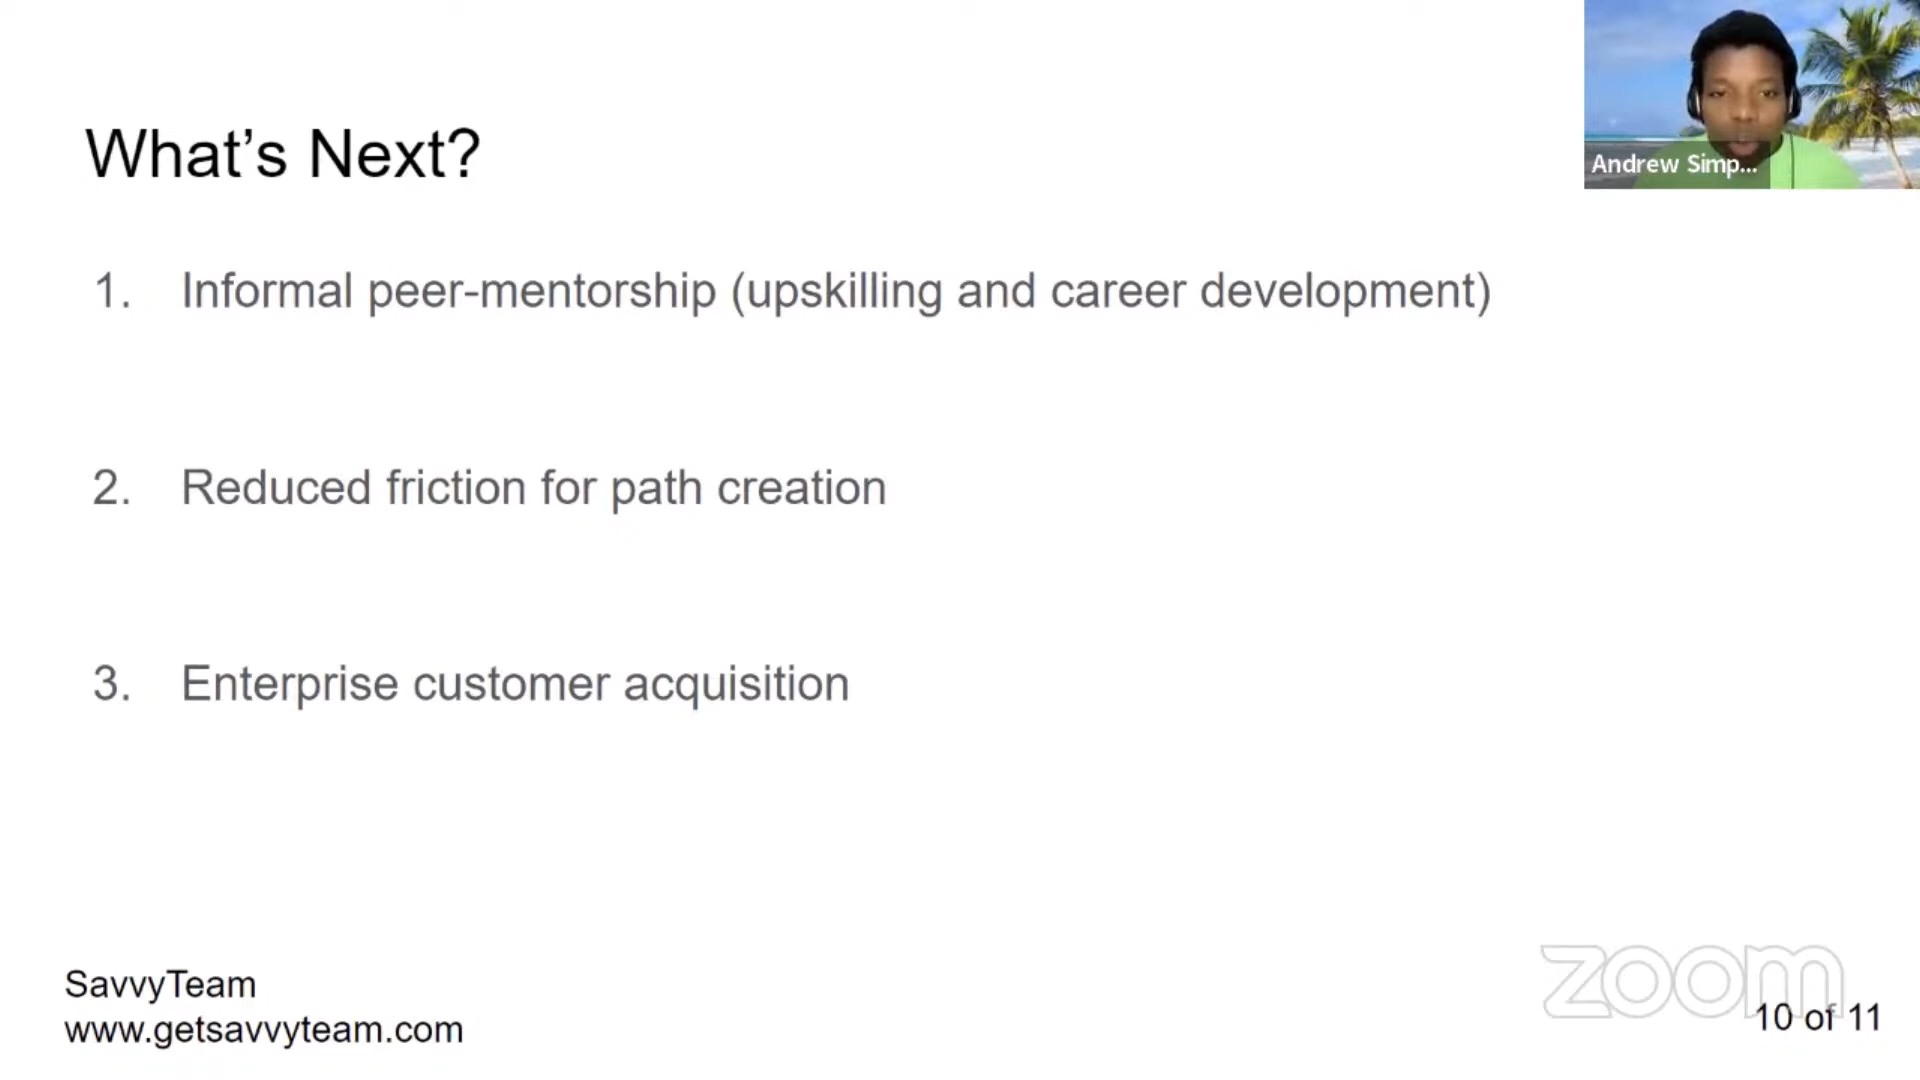 What's Next?
Andrew Simp...
1. Informal peer-mentorship (upskilling and career development)
2. Reduced friction for path creation
3. Enterprise customer acquisition
SavvyTeam
www.getsavvyteam.com
zoom
10 of 11